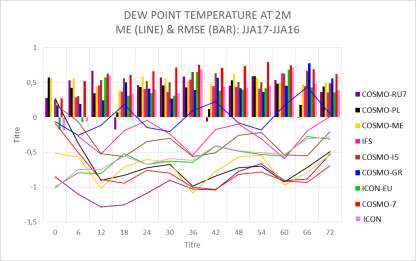 DEW POINT TEMPERATURE AT 2M
ME (LINE) & RMSE (BAR): JJA17-JJA16
Titre
1
0,5
0
-0,5
-1
-1,5
0 6 12 18 24 30 36 42 48 54 60 66 72
Titre
COSMO-RU7
COSMO-PL
COSMO-ME
IFS
COSMO-I5
COSMO-GR
ICON-EU
COSMO-7
ICON